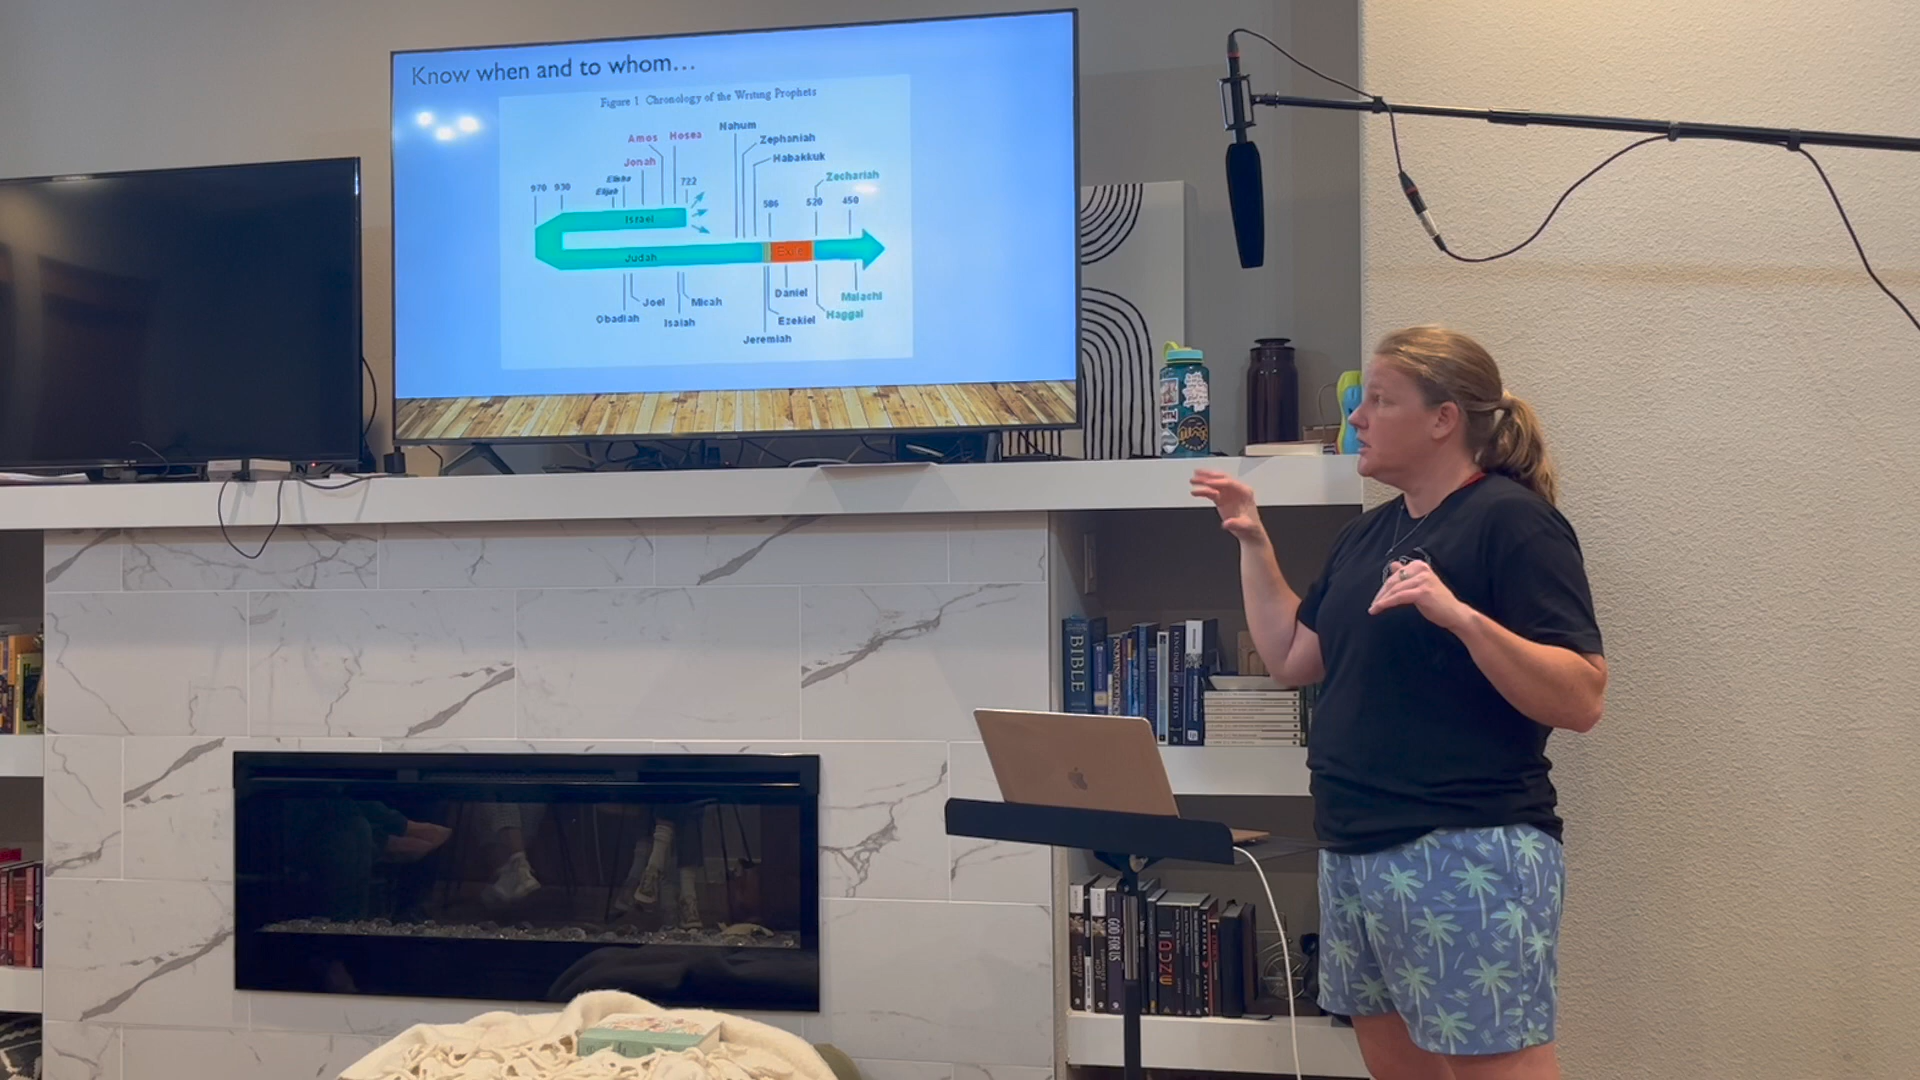 Know when and to whom...
Figure 1 Chronology of the Writing Prophets
Nahum
Amos Hosea
Zephaniah
Jonah
Habakkuk
Elisha
Zechariah
970 930
Elijah
722
586
520
450
Israel
Exile
Judah
Daniel
Joel
Micah
Malachi
Obadiah
Isaiah
Ezekiel
Haggai
Jeremiah
BIBLE
GOD FOR US